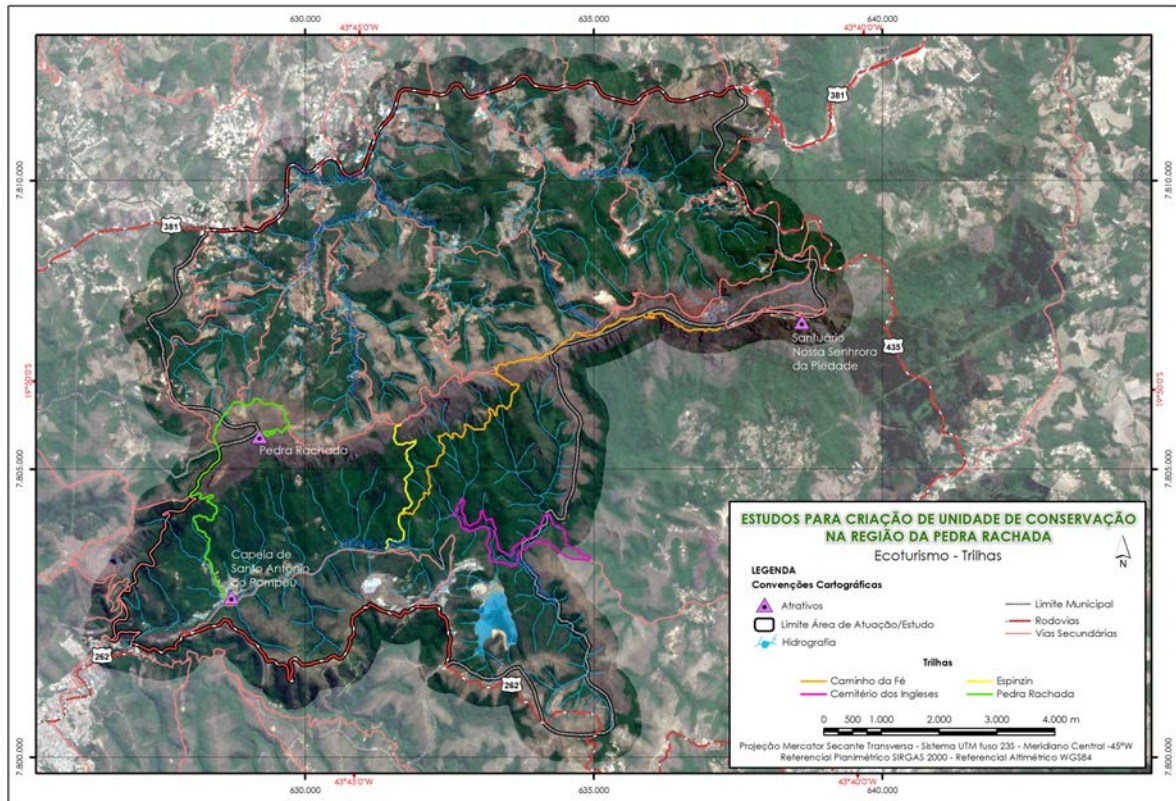 630.000
635.000
640.000
43°45'0"W
43°40'0"W
381
381
7.810.000
7.810.000
Santuário
Nossa Senhrora
da Piedade
435
19°50'0"S
19°50'0"S
Pedra Rachada
7.805.000
7.805.000
Capela de
Santo Antônio
do Pompéu
262
262
ESTUDOS PARA CRIAÇÃO DE UNIDADE DE CONSERVAÇÃO
NA REGIÃO DA PEDRA RACHADA
Ecoturismo - Trilhas
N
LEGENDA
Convenções Cartográficas
Atrativos
Limite Área de Atuação/Estudo
Hidrografia
Limite Municipal
Rodovias
Vias Secundárias
Trilhas
Caminho da Fé
Cemitério dos Ingleses
Espinzin
Pedra Rachada
0 500 1.000 2.000 3.000 4.000 m
Projeção Mercator Secante Transversa - Sistema UTM fuso 23S - Meridiano Central -45°W
Referencial Planimétrico SIRGAS 2000 - Referencial Altimétrico WGS84
7.800.000
7.800.000
43°45'0"W
43°40'0"W
630.000
635.000
640.000